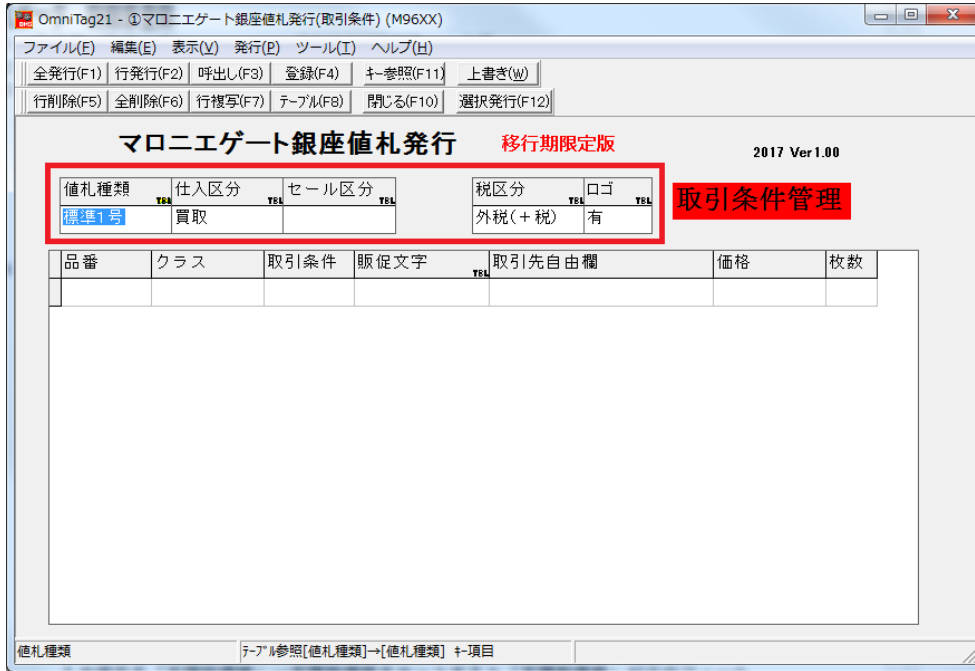 OmniTag21 - ①マロニエゲート銀座値札発行(取引条件) (M96XX)
ファイル(F) 編集(E) 表示(V) 発行(P) ツール(T) ヘルプ(H)
全発行(F1) 行発行(F2) 呼出し(F3) 登録(F4) キー参照(F11) 上書き(W)
行削除(F5) 全削除(F6) 行複写(F7) テーブル(F8) 閉じる(F10) 選択発行(F12)
マロニエゲート銀座値札発行 移行期限定版 2017 Ver1.00
値札種類 TBL 仕入区分 TBL セール区分 TBL 税区分 TBL ロゴ TBL 取引条件管理
標準1号 買取 外税(+税) 有
品番 クラス 取引条件 販促文字 TBL 取引先自由欄 価格 枚数
値札種類 テーブル参照[値札種類]→[値札種類] キー項目